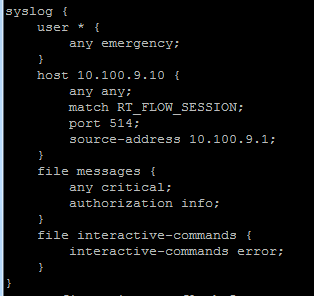 syslog {
    user * {
        any emergency;
    }
    host 10.100.9.10 {
        any any;
        match RT_FLOW_SESSION;
        port 514;
        source-address 10.100.9.1;
    }
    file messages {
        any critical;
        authorization info;
    }
    file interactive-commands {
        interactive-commands error;
    }
}